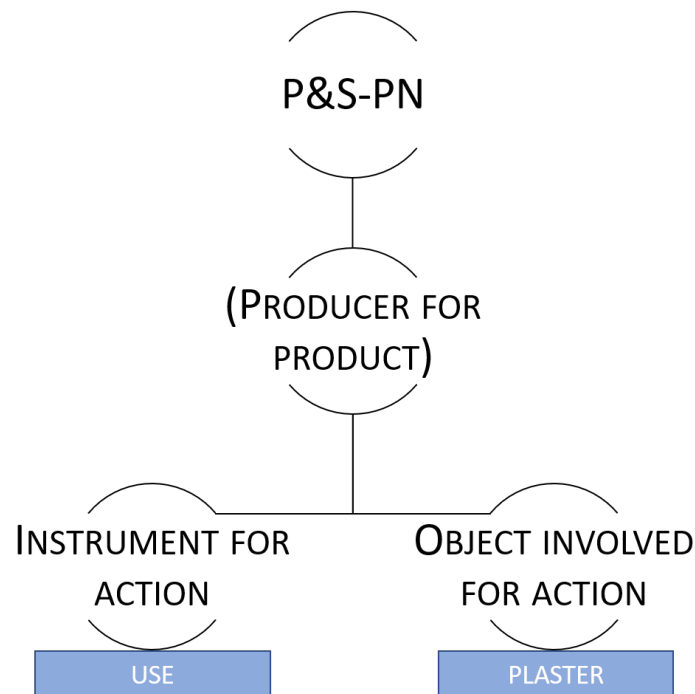 P&S-PN
(PRODUCER FOR
PRODUCT)
INSTRUMENT FOR
ACTION
OBJECT INVOLVED
FOR ACTION
USE
PLASTER